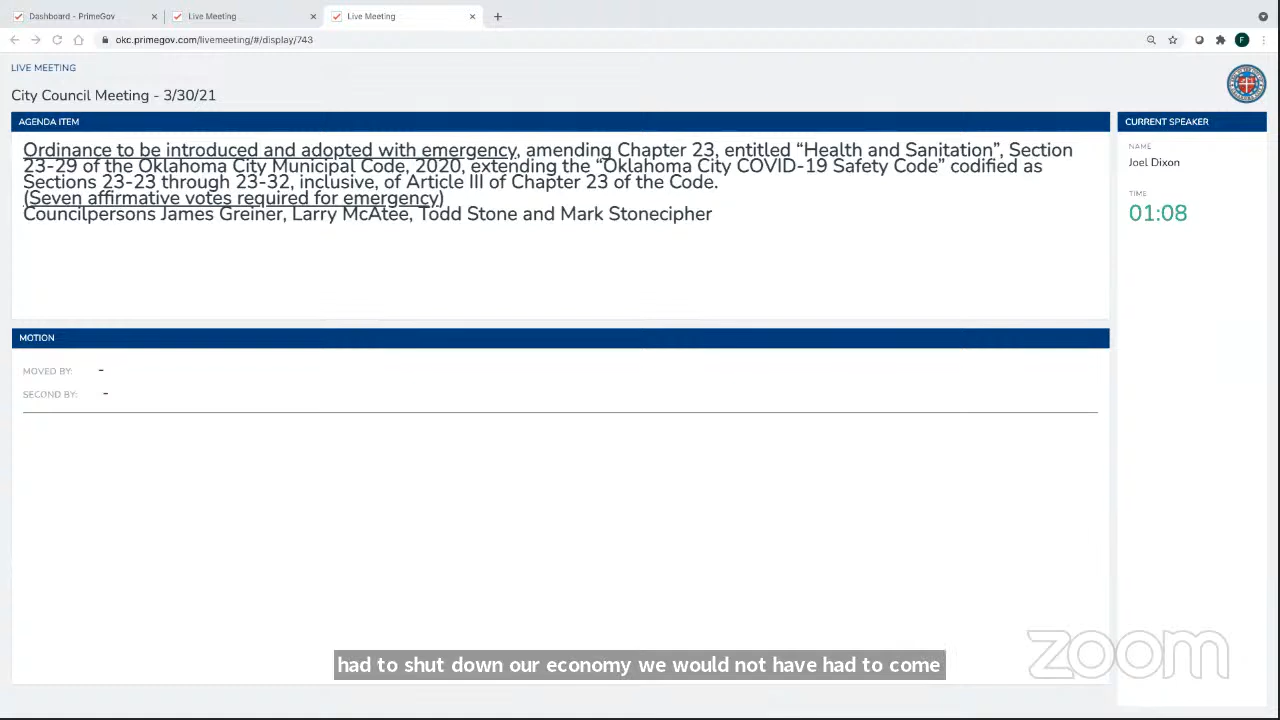 Dashboard - PrimeGov
Live Meeting
Live Meeting
okc.primegov.com/livemeeting/#/display/743
F
LIVE MEETING
City Council Meeting - 3/30/21
AGENDA ITEM
Ordinance to be introduced and adopted with emergency, amending Chapter 23, entitled “Health and Sanitation”, Section
23-29 of the Oklahoma City Municipal Code, 2020, extending the “Oklahoma City COVID-19 Safety Code” codified as
Sections 23-23 through 23-32, inclusive, of Article III of Chapter 23 of the Code.
(Seven affirmative votes required for emergency)
Councilpersons James Greiner, Larry McAtee, Todd Stone and Mark Stonecipher
CURRENT SPEAKER
NAME
Joel Dixon
TIME
01:08
MOTION
MOVED BY: -
SECOND BY: -
had to shut down our economy we would not have had to come
zoom